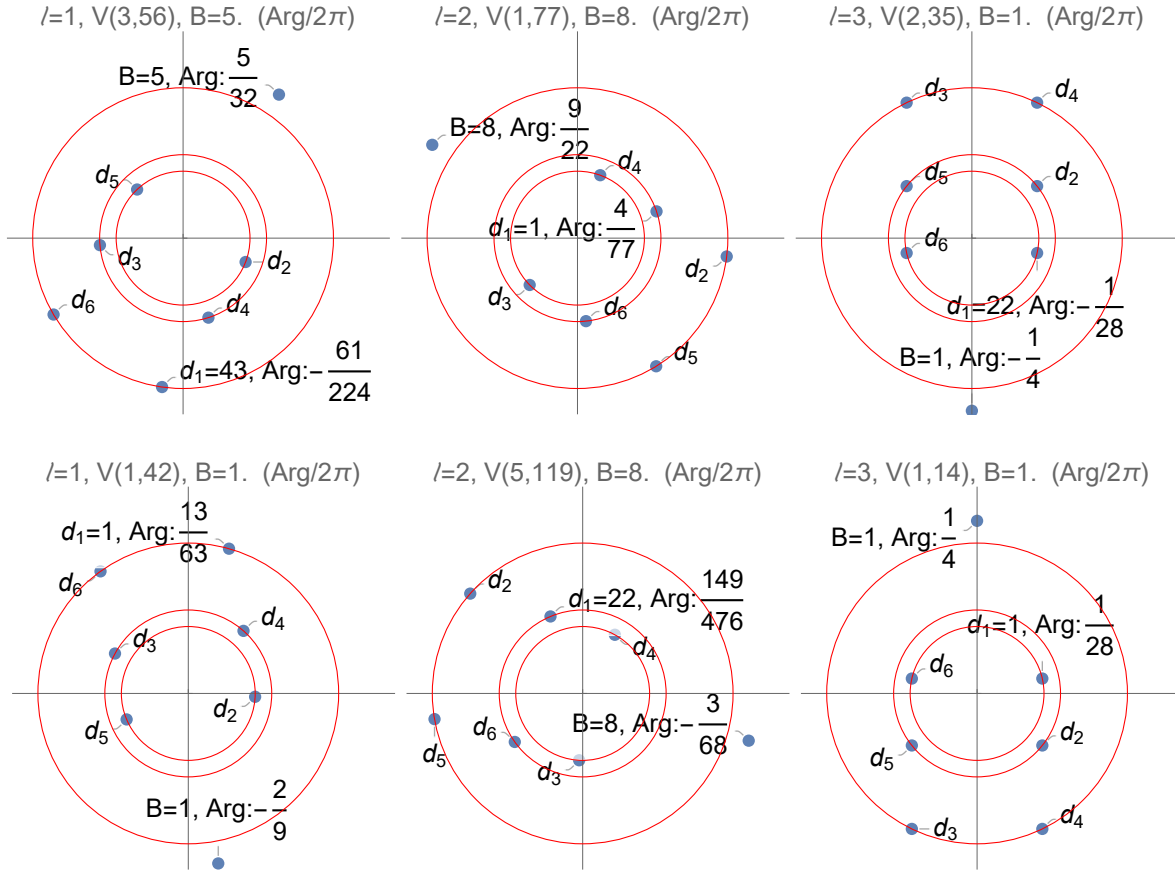 ℓ=1, V(3,56), B=5. (Arg/2π)
B=5, Arg: 5/32
d₅
d₃
d₂
d₆
d₄
d₁=43, Arg:-61/224
ℓ=2, V(1,77), B=8. (Arg/2π)
B=8, Arg: 9/22
d₄
d₁=1, Arg: 4/77
d₂
d₃
d₆
d₅
ℓ=3, V(2,35), B=1. (Arg/2π)
d₃
d₄
d₅
d₂
d₆
d₁=22, Arg:-1/28
B=1, Arg:-1/4
ℓ=1, V(1,42), B=1. (Arg/2π)
d₁=1, Arg: 13/63
d₆
d₄
d₃
d₂
d₅
B=1, Arg:-2/9
ℓ=2, V(5,119), B=8. (Arg/2π)
d₂
d₁=22, Arg: 149/476
d₄
B=8, Arg:-3/68
d₅
d₆
d₃
ℓ=3, V(1,14), B=1. (Arg/2π)
B=1, Arg: 1/4
d₁=1, Arg: 1/28
d₆
d₂
d₅
d₃
d₄